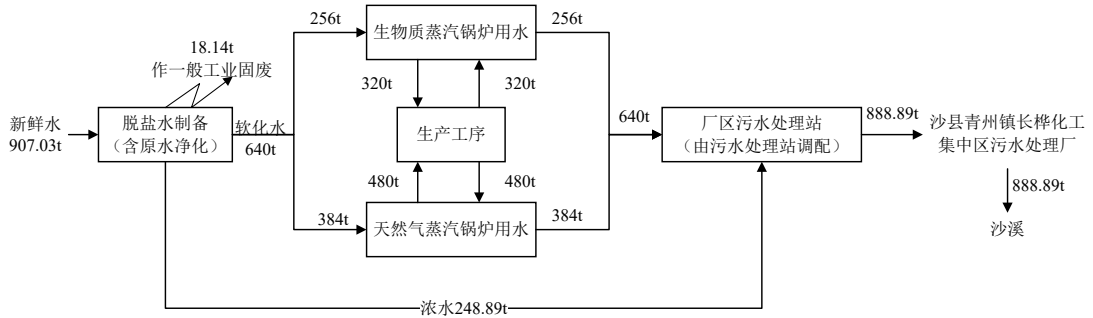 256t
生物质蒸汽锅炉用水
256t
18.14t
作一般工业固废
320t
320t
新鲜水
907.03t
脱盐水制备
（含原水净化）
软化水
640t
生产工序
640t
厂区污水处理站
（由污水处理站调配）
888.89t
沙县青州镇长桦化工
集中区污水处理厂
480t
480t
888.89t
384t
天然气蒸汽锅炉用水
384t
沙溪
浓水248.89t